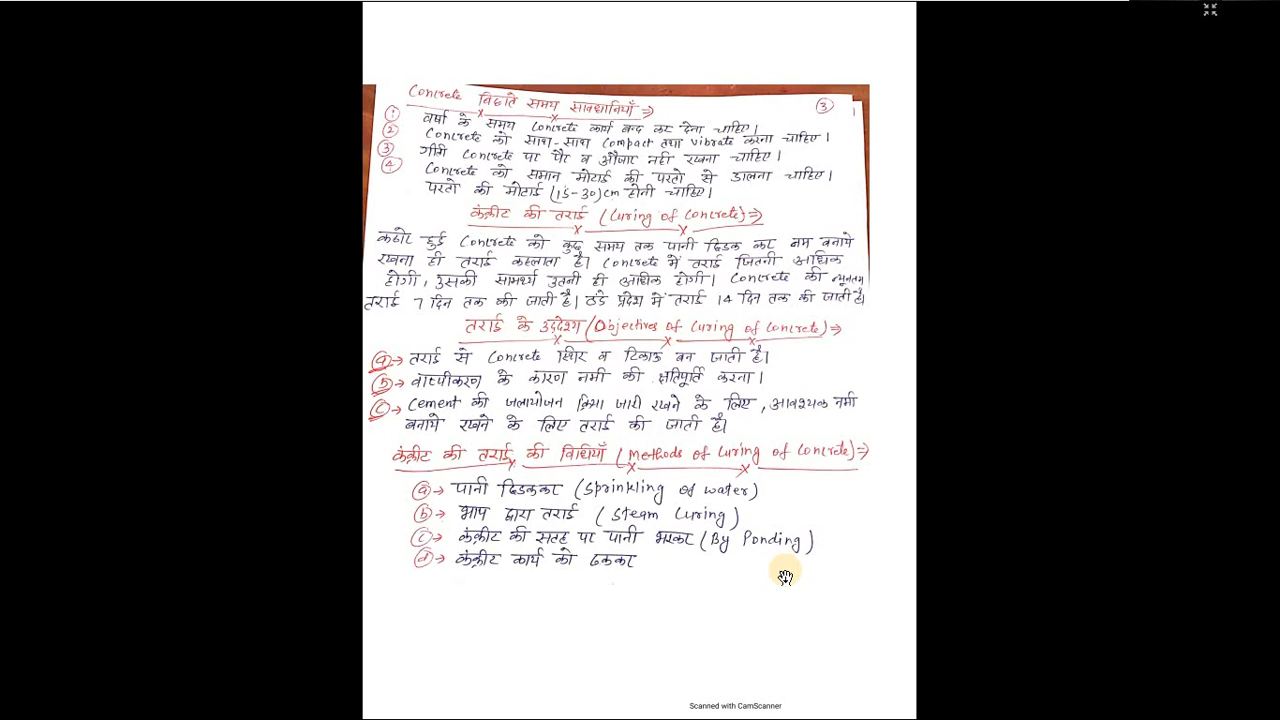 Concrete बिछाते समय सावधानियाँ ⇒
3
① वर्षा के समय Concrete कार्य बन्द कर देना चाहिए।
② Concrete को साथ-साथ Compact तथा vibrate करना चाहिए।
③ गीली Concrete पर पैर व औजार नहीं रखना चाहिए।
④ Concrete को समान मोटाई की परतो से डालना चाहिए।
परतो की मोटाई (15-30)cm होनी चाहिए।
कंक्रीट की तराई (Curing of Concrete) ⇒
कठोर हुई Concrete को कुछ समय तक पानी छिडक कर नम बनाये
रखना ही तराई कहलाता है। Concrete में तराई जितनी अधिक
होगी, उसकी सामर्थ्य उतनी ही अधिक होगी। Concrete की न्यूनतम
तराई 7 दिन तक की जाती है। ठंडे प्रदेश में तराई 14 दिन तक की जाती है।
तराई के उद्देश्य (Objectives of Curing of Concrete) ⇒
ⓐ → तराई से Concrete स्थिर व टिकाऊ बन जाती है।
ⓑ → वाष्पीकरण के कारण नमी की क्षतिपूर्ति करना।
ⓒ → Cement की जलायोजन क्रिया जारी रखने के लिए, आवश्यक नमी
बनाये रखने के लिए तराई की जाती है।
कंक्रीट की तराई की विधियाँ (Methods of Curing of Concrete) ⇒
ⓐ → पानी छिडककर (Sprinkling of water)
ⓑ → भाप द्वारा तराई (Steam Curing)
ⓒ → कंक्रीट की सतह पर पानी भरकर (By Ponding)
ⓓ → कंक्रीट कार्य को ढककर
Scanned with CamScanner